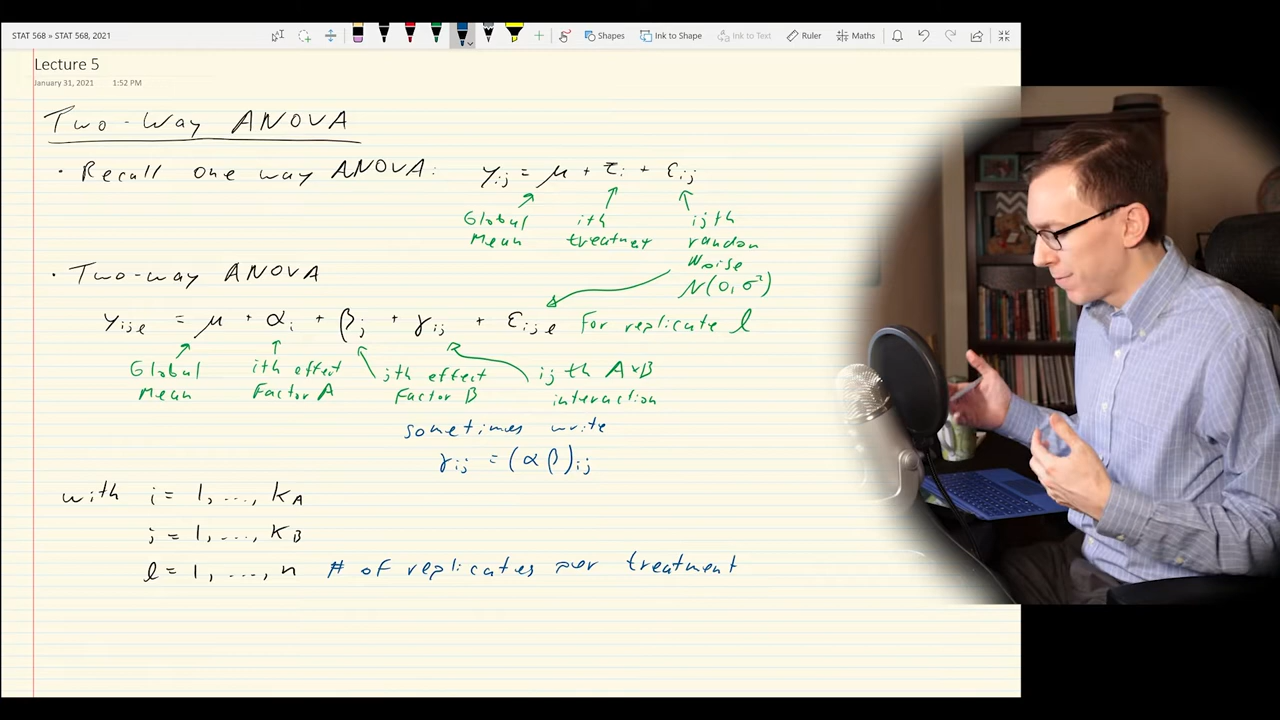 STAT 568 » STAT 568, 2021
Shapes
Ink to Shape
Ink to Text
Ruler
Maths
Lecture 5
January 31, 2021 1:52 PM
Two-Way ANOVA
· Recall one way ANOVA: yij = μ + τi + εij
Global Mean
ith treatmet
ijth random Noise N(0,σ²)
· Two-way ANOVA
yijl = μ + αi + βj + γij + εijl For replicate l
Global Mean
ith effect Factor A
jth effect Factor B
ij th A×B interaction
sometimes write
γij = (αβ)ij
with i = 1, ..., kA
j = 1, ..., kB
l = 1, ..., n # of replicates per treatment